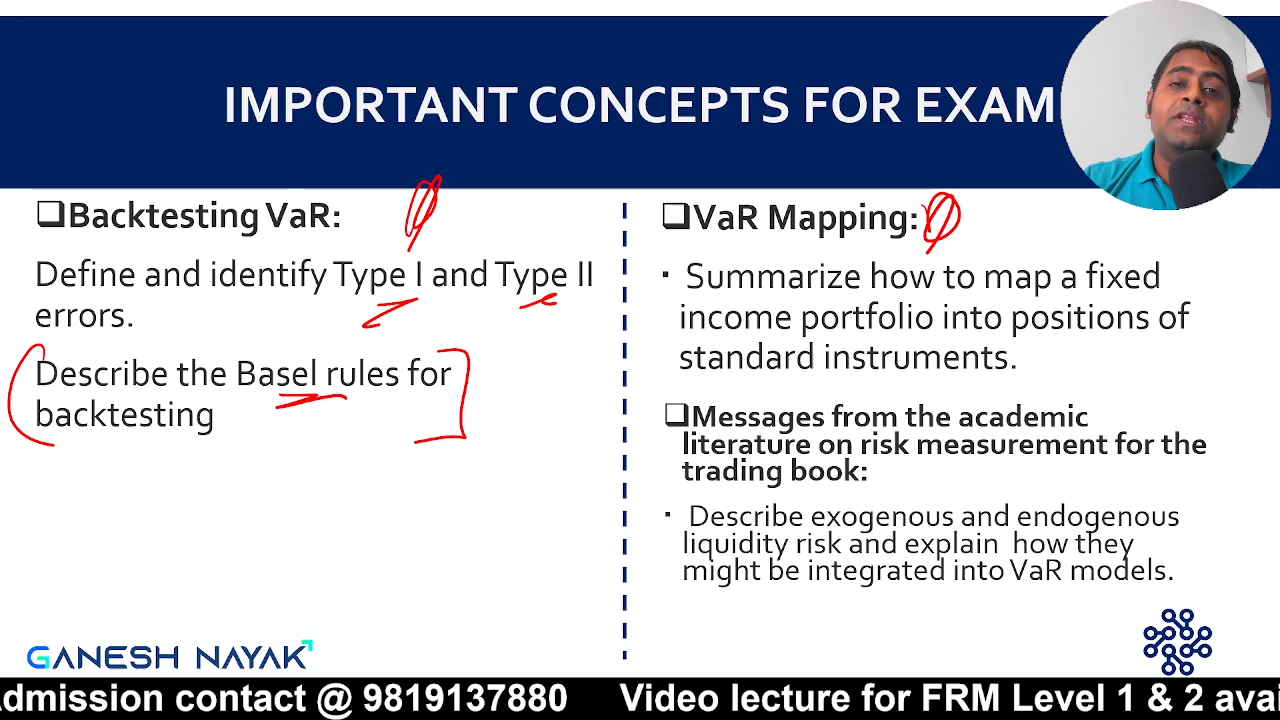 IMPORTANT CONCEPTS FOR EXAM
❑Backtesting VaR:
Define and identify Type I and Type II
errors.
Describe the Basel rules for
backtesting
❑VaR Mapping:
▪ Summarize how to map a fixed
income portfolio into positions of
standard instruments.
❑Messages from the academic
literature on risk measurement for the
trading book:
▪ Describe exogenous and endogenous
liquidity risk and explain how they
might be integrated into VaR models.
GANESH NAYAK
dmission contact @ 9819137880 Video lecture for FRM Level 1 & 2 avai